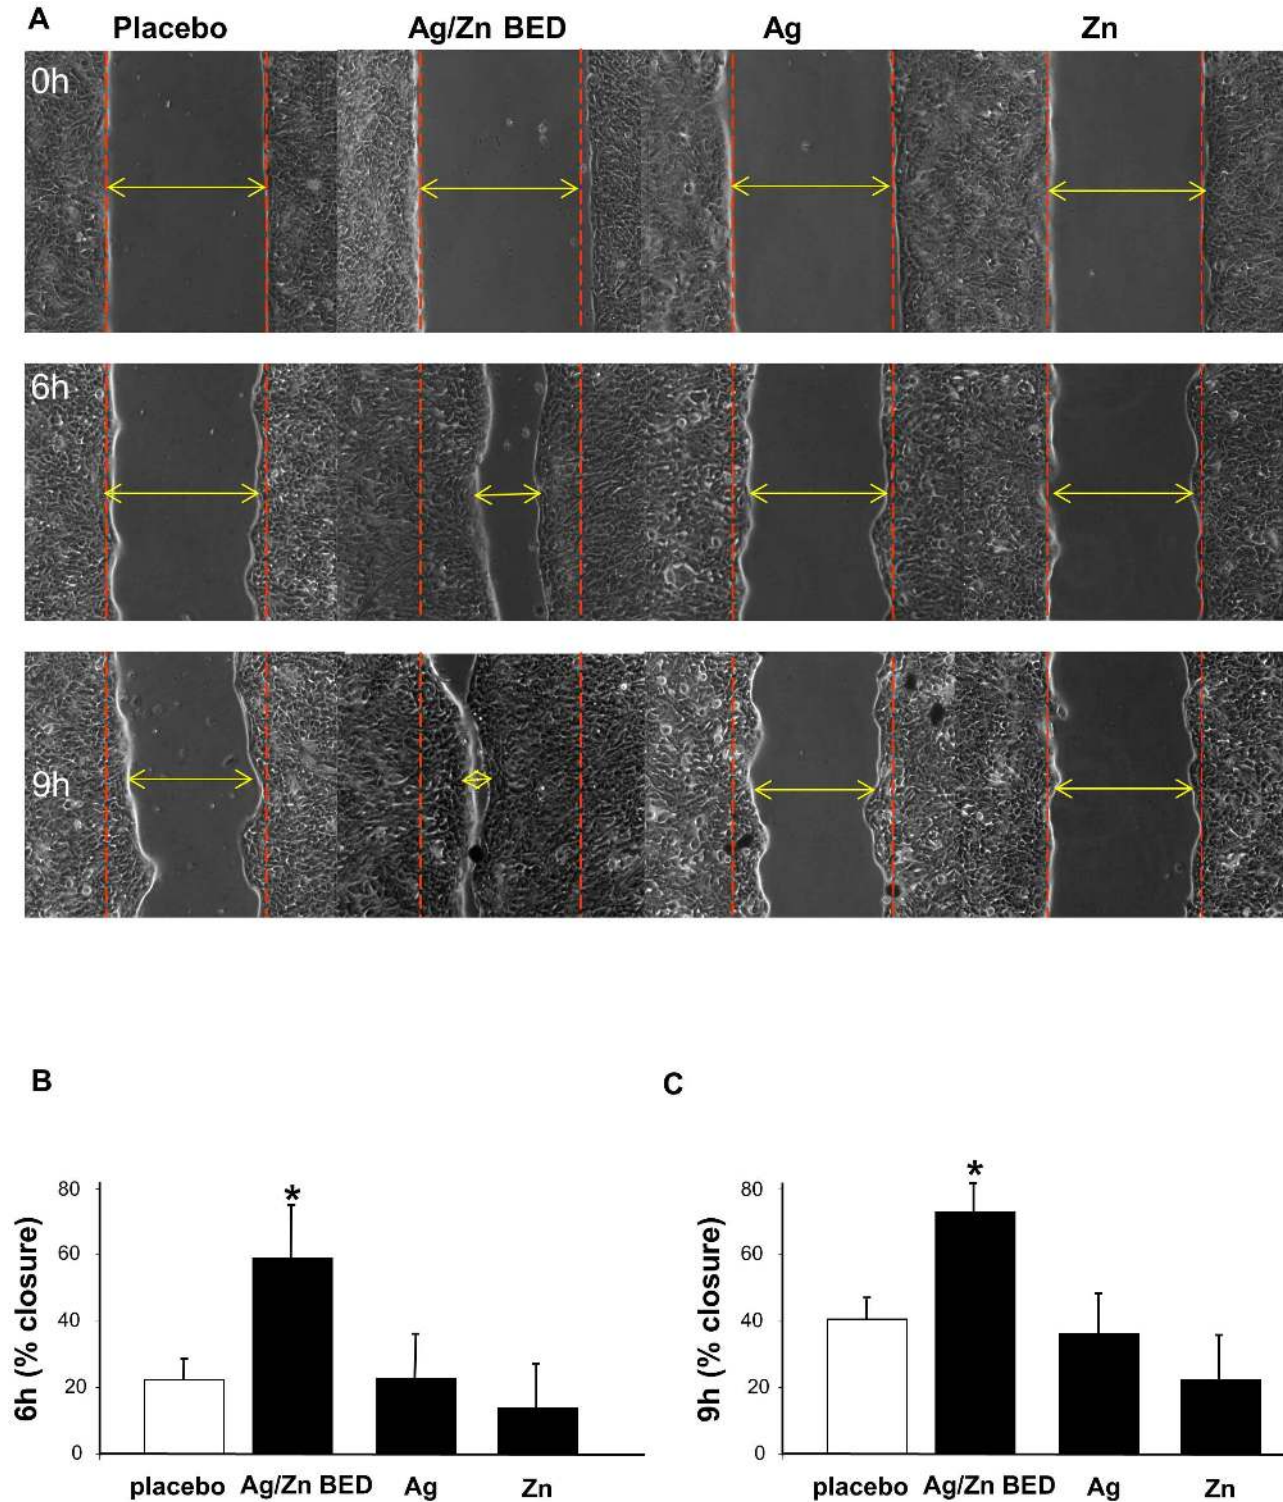 A
Placebo Ag/Zn BED Ag Zn
0h
6h
9h
B
80
60
40
20
0
6h (% closure)
*
placebo Ag/Zn BED Ag Zn
C
80
60
40
20
0
9h (% closure)
*
placebo Ag/Zn BED Ag Zn